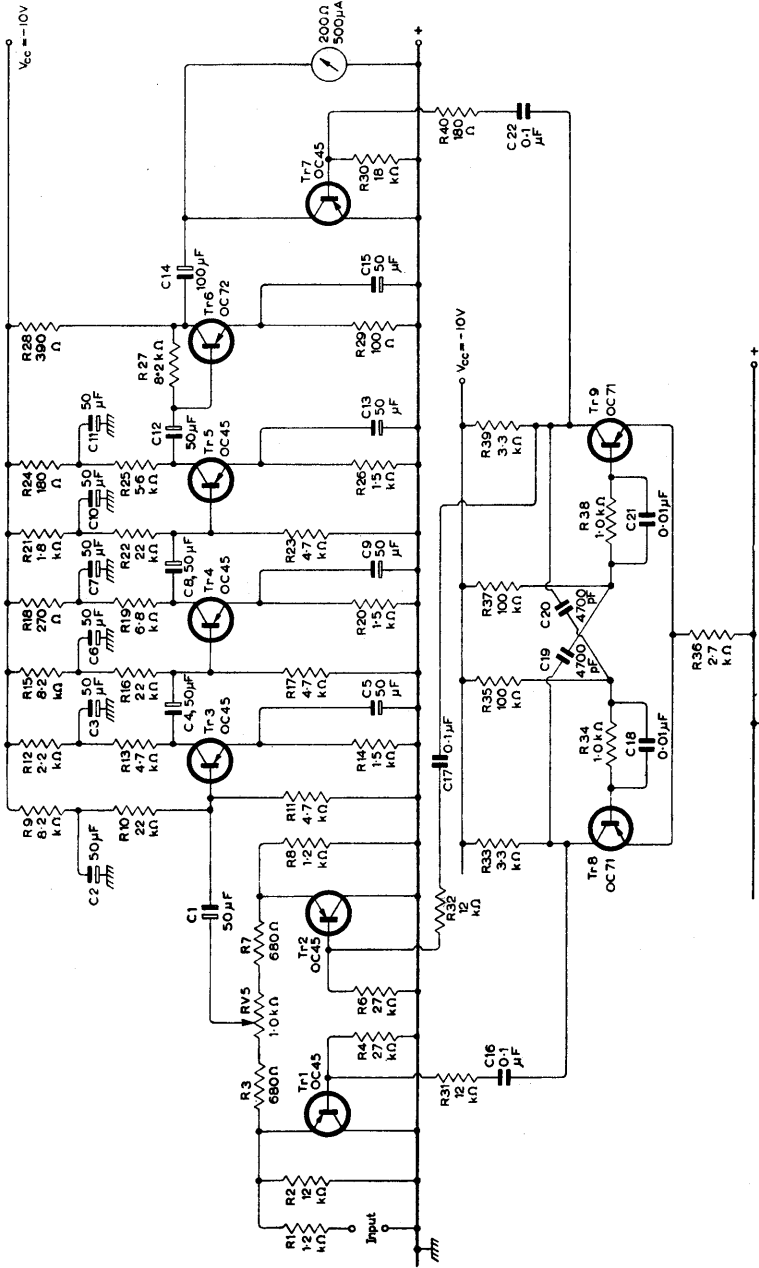 Vcc=-10V
R28
390
Ω
R24
180
Ω
C11
50
μF
R21
1·8
kΩ
C10
50
μF
R18
270
Ω
C7
50
μF
R15
8·2
kΩ
C6
50
μF
R12
2·2
kΩ
C3
50
μF
R9
8·2
kΩ
C2
50μF
R25
5·6
kΩ
R22
22
kΩ
R19
6·8
kΩ
R16
22
kΩ
R13
4·7
kΩ
R10
22
kΩ
C14
100μF
R27
8·2kΩ
C12
50μF
C8, 50μF
C4, 50μF
C1
50μF
Tr6
OC72
Tr5
OC45
Tr4
OC45
Tr3
OC45
C15
50
μF
R29
100
Ω
C13
50
μF
R26
1·5
kΩ
R23
4·7
kΩ
C9
50
μF
R20
1·5
kΩ
R17
4·7
kΩ
C5
50
μF
R14
1·5
kΩ
R11
4·7
kΩ
200Ω
500μA
+
Tr7
OC45
R30
18
kΩ
R40
180
Ω
C22
0·1
μF
R8
1·2
kΩ
R7
680Ω
RV5
1·0kΩ
R3
680Ω
Tr2
OC45
R6
27
kΩ
Tr1
OC45
R4
27
kΩ
R2
12
kΩ
R1
1·2
kΩ
Input
C17
0·1μF
R32
12
kΩ
R31
12
kΩ
C16
0·1
μF
Vcc=-10V
R39
3·3
kΩ
R37
100
kΩ
R35
100
kΩ
R33
3·3
kΩ
C20
4700
pF
C19
4700
pF
Tr9
OC71
R38
1·0kΩ
C21
0·01μF
R34
1·0kΩ
C18
0·01μF
Tr8
OC71
R36
2·7
kΩ
+